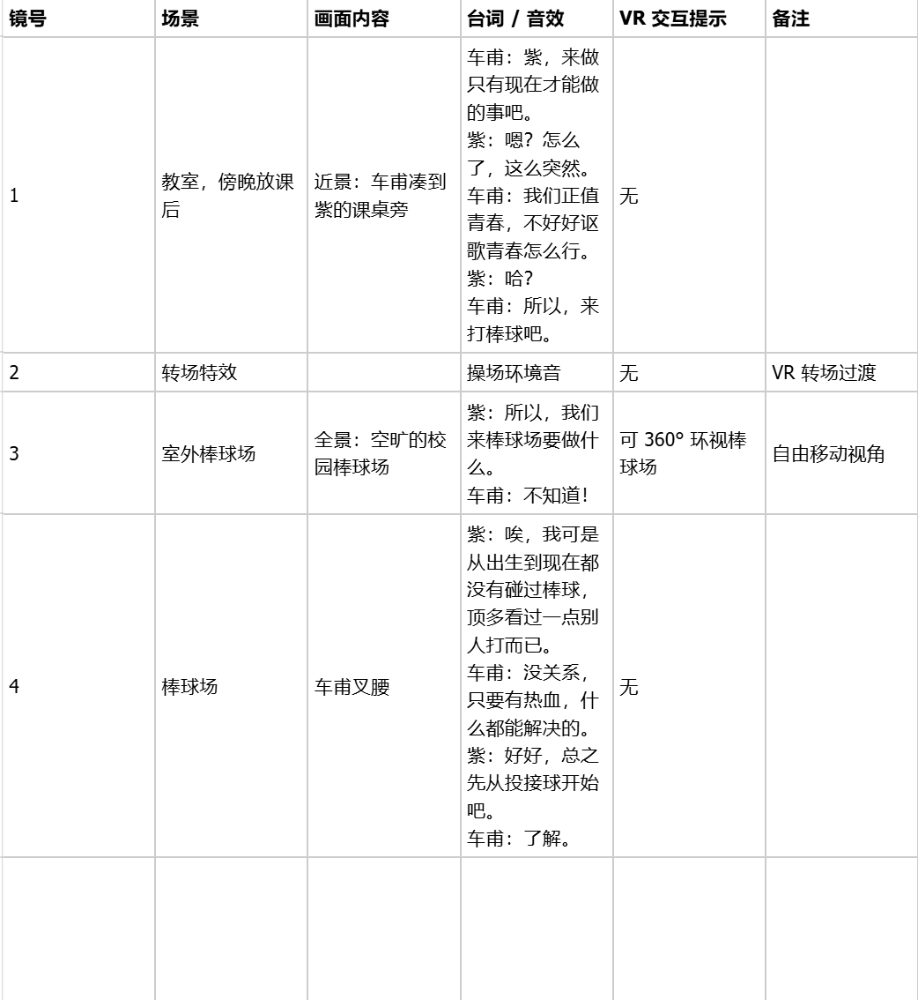 镜号
场景
画面内容
台词 / 音效
VR 交互提示
备注
1
教室，傍晚放课
后
近景：车甫凑到
紫的课桌旁
车甫：紫，来做
只有现在才能做
的事吧。
紫：嗯？怎么
了，这么突然。
车甫：我们正值
青春，不好好讴
歌青春怎么行。
紫：哈？
车甫：所以，来
打棒球吧。
无
2
转场特效
操场环境音
无
VR 转场过渡
3
室外棒球场
全景：空旷的校
园棒球场
紫：所以，我们
来棒球场要做什
么。
车甫：不知道！
可 360° 环视棒
球场
自由移动视角
4
棒球场
车甫叉腰
紫：唉，我可是
从出生到现在都
没有碰过棒球，
顶多看过一点别
人打而已。
车甫：没关系，
只要有热血，什
么都能解决的。
紫：好好，总之
先从投接球开始
吧。
车甫：了解。
无